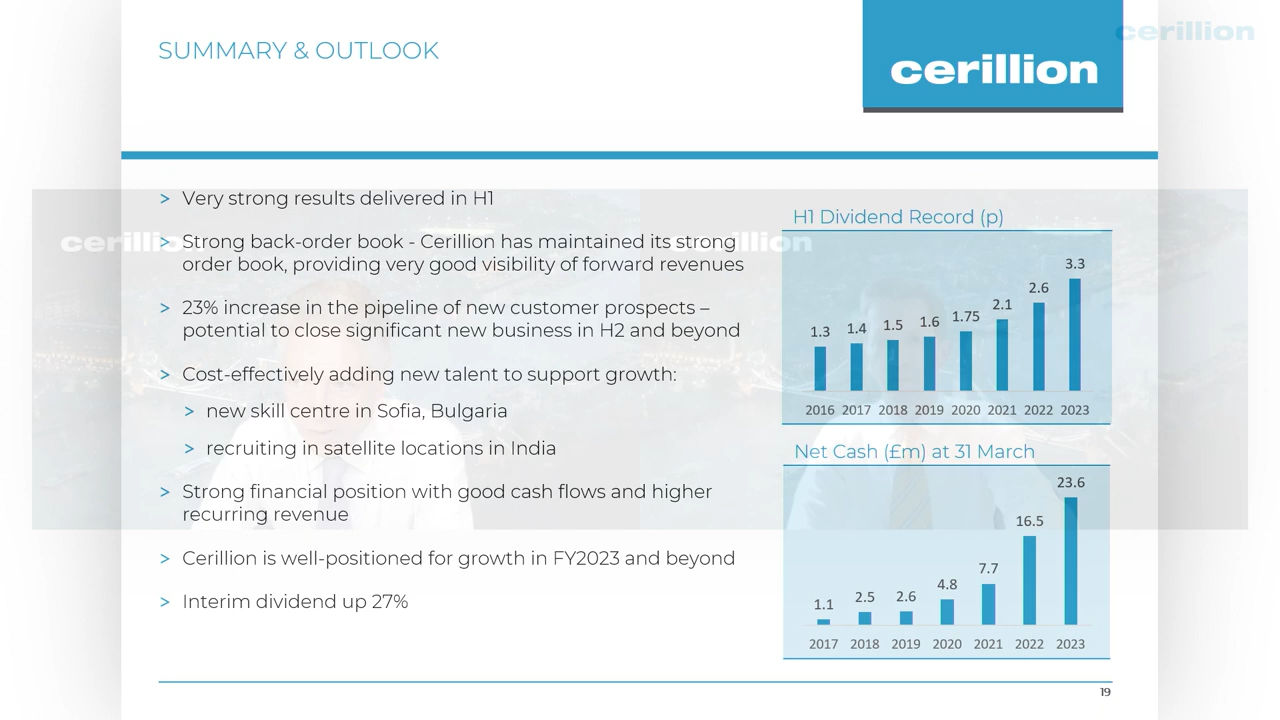 SUMMARY & OUTLOOK
cerillion
cerillion
> Very strong results delivered in H1
cerillio
rillion
> Strong back-order book - Cerillion has maintained its strong
order book, providing very good visibility of forward revenues
> 23% increase in the pipeline of new customer prospects –
potential to close significant new business in H2 and beyond
> Cost-effectively adding new talent to support growth:
> new skill centre in Sofia, Bulgaria
> recruiting in satellite locations in India
> Strong financial position with good cash flows and higher
recurring revenue
> Cerillion is well-positioned for growth in FY2023 and beyond
> Interim dividend up 27%
H1 Dividend Record (p)
1.3 1.4 1.5 1.6 1.75 2.1 2.6 3.3
2016 2017 2018 2019 2020 2021 2022 2023
Net Cash (£m) at 31 March
1.1 2.5 2.6 4.8 7.7 16.5 23.6
2017 2018 2019 2020 2021 2022 2023
19